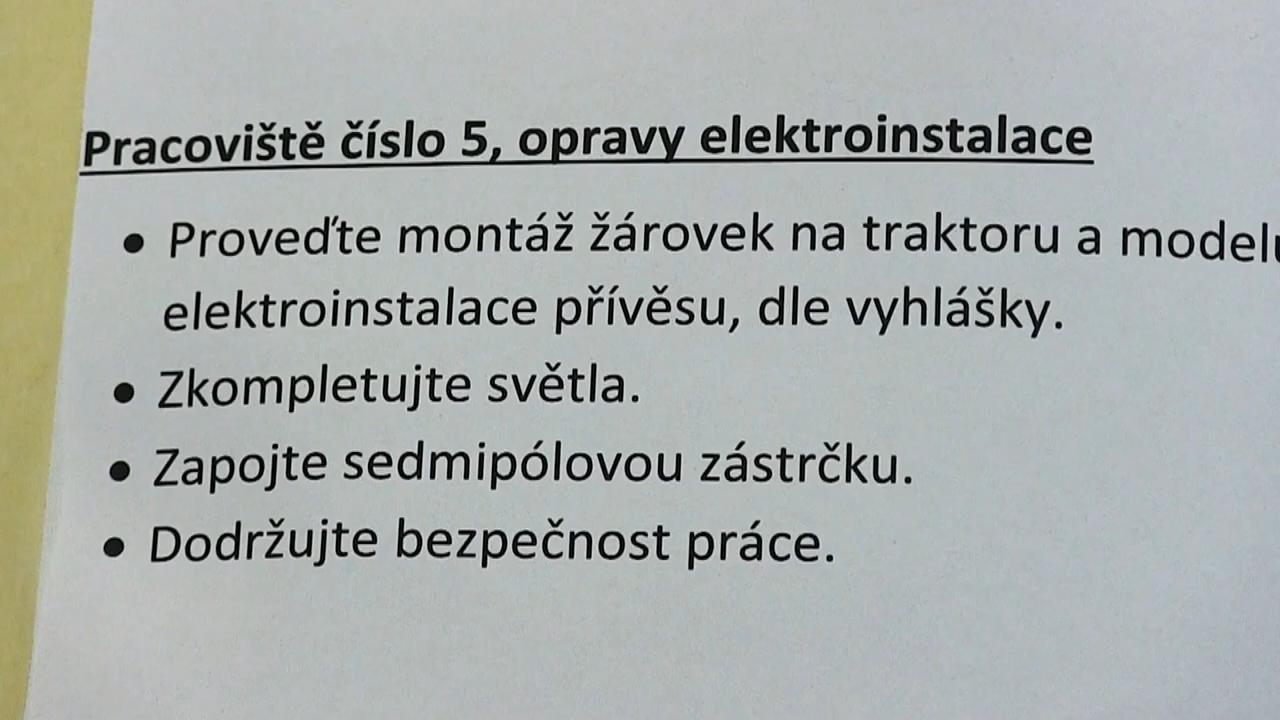 Pracoviště číslo 5, opravy elektroinstalace
• Proveďte montáž žárovek na traktoru a modelu
elektroinstalace přívěsu, dle vyhlášky.
• Zkompletujte světla.
• Zapojte sedmipólovou zástrčku.
• Dodržujte bezpečnost práce.